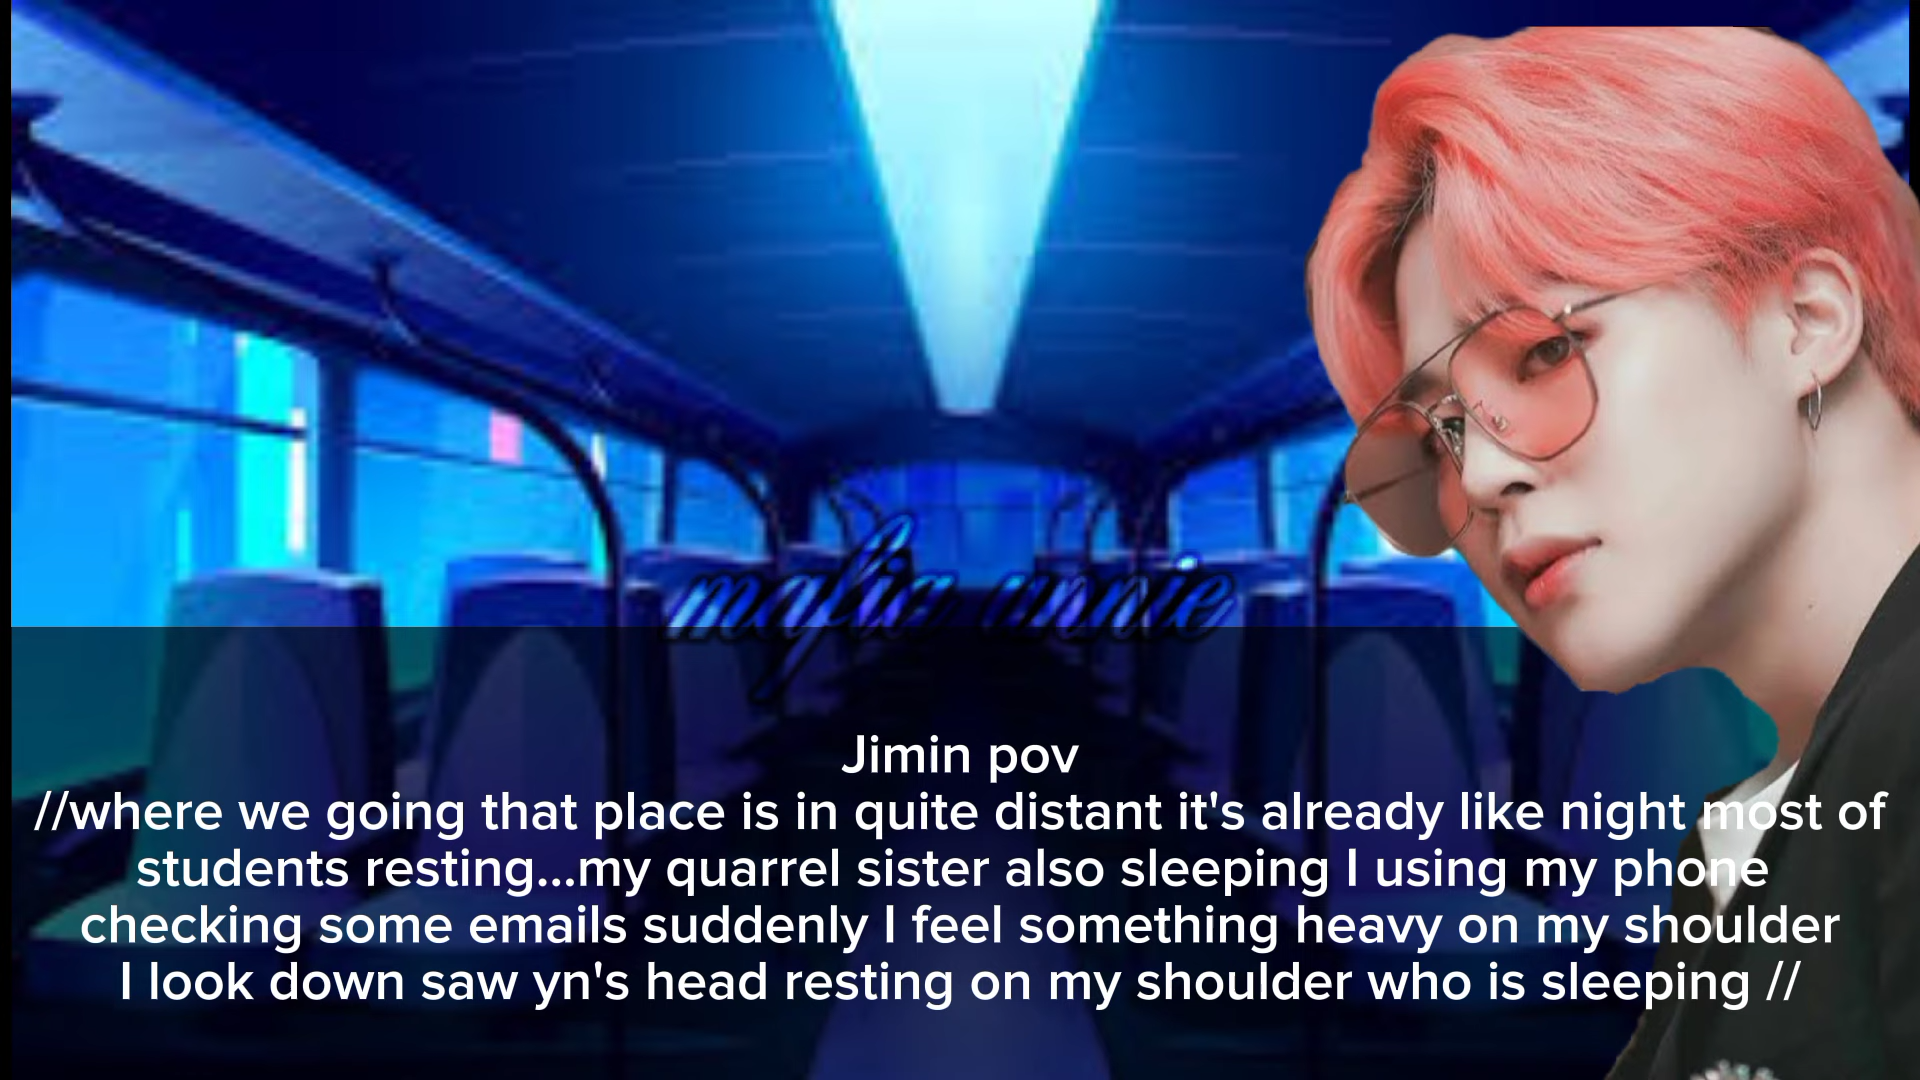 mafia annie
Jimin pov
//where we going that place is in quite distant it's already like night most of
students resting...my quarrel sister also sleeping I using my phone
checking some emails suddenly I feel something heavy on my shoulder
I look down saw yn's head resting on my shoulder who is sleeping //